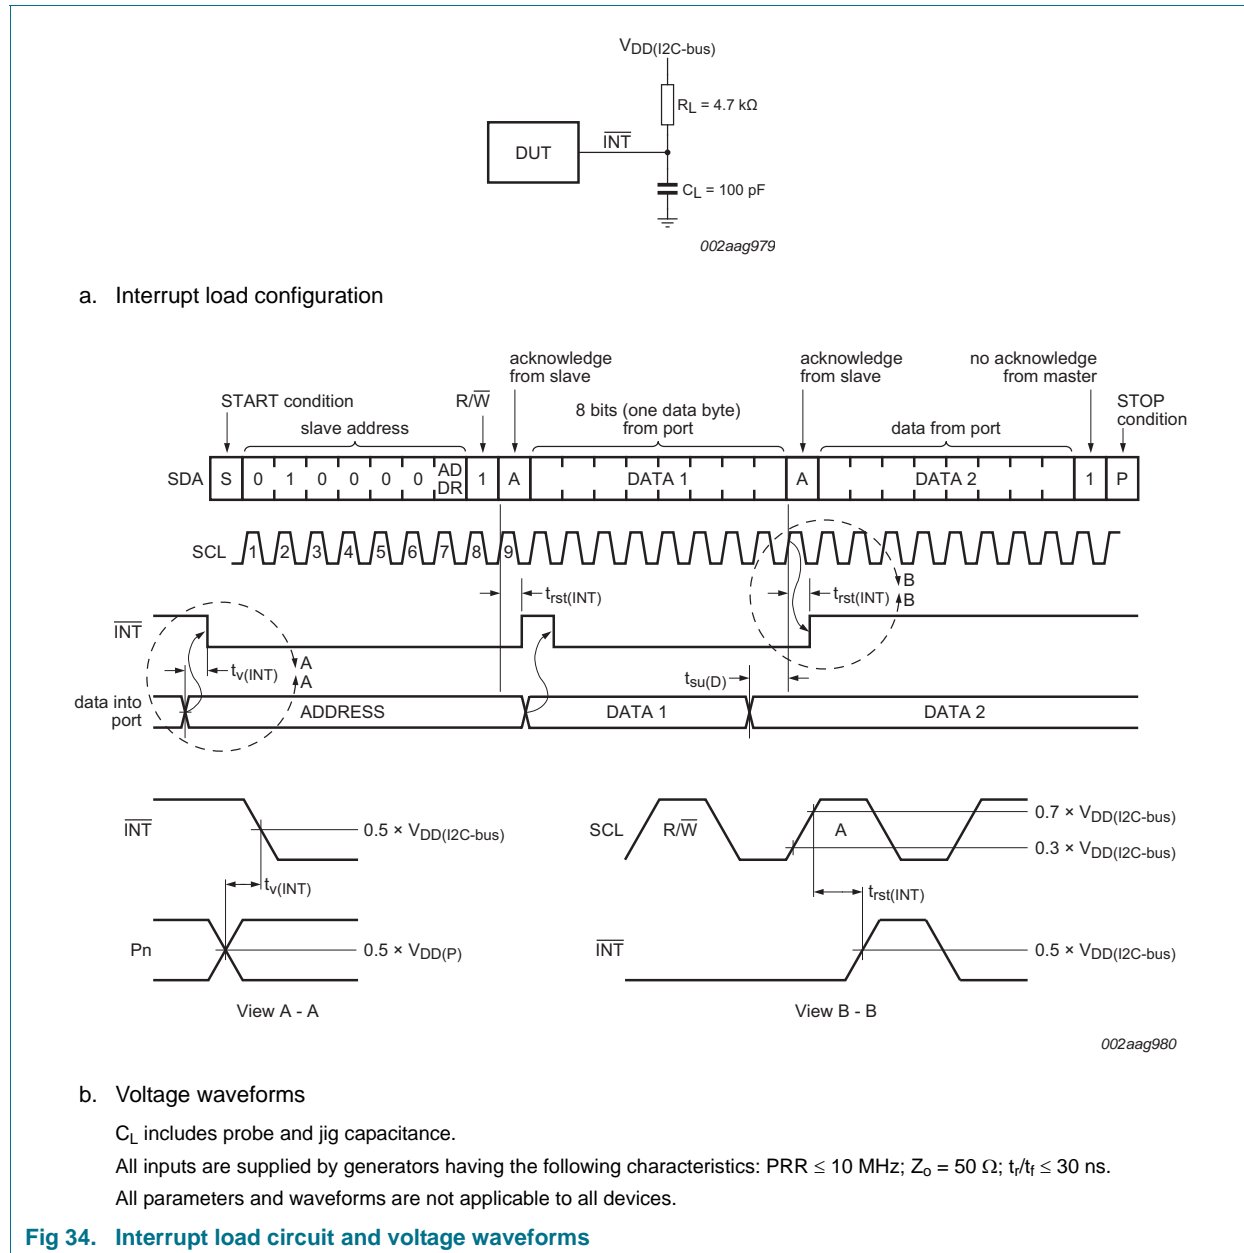 VDD(I2C-bus)
RL = 4.7 kΩ
DUT
INT
CL = 100 pF
002aag979
a. Interrupt load configuration
acknowledge
from slave
acknowledge
from slave
no acknowledge
from master
START condition
R/W
8 bits (one data byte)
from port
STOP
condition
slave address
data from port
SDA S 0 1 0 0 0 0 AD
DR 1 A DATA 1 A DATA 2 1 P
SCL 1 2 3 4 5 6 7 8 9
B
trst(INT)
trst(INT) B
INT
tv(INT) A
A
tsu(D)
data into
port
ADDRESS DATA 1 DATA 2
INT
0.5 × VDD(I2C-bus)
tv(INT)
Pn
0.5 × VDD(P)
View A - A
SCL R/W A
0.7 × VDD(I2C-bus)
0.3 × VDD(I2C-bus)
trst(INT)
INT
0.5 × VDD(I2C-bus)
View B - B
002aag980
b. Voltage waveforms
CL includes probe and jig capacitance.
All inputs are supplied by generators having the following characteristics: PRR ≤ 10 MHz; Zo = 50 Ω; tr/tf ≤ 30 ns.
All parameters and waveforms are not applicable to all devices.
Fig 34. Interrupt load circuit and voltage waveforms